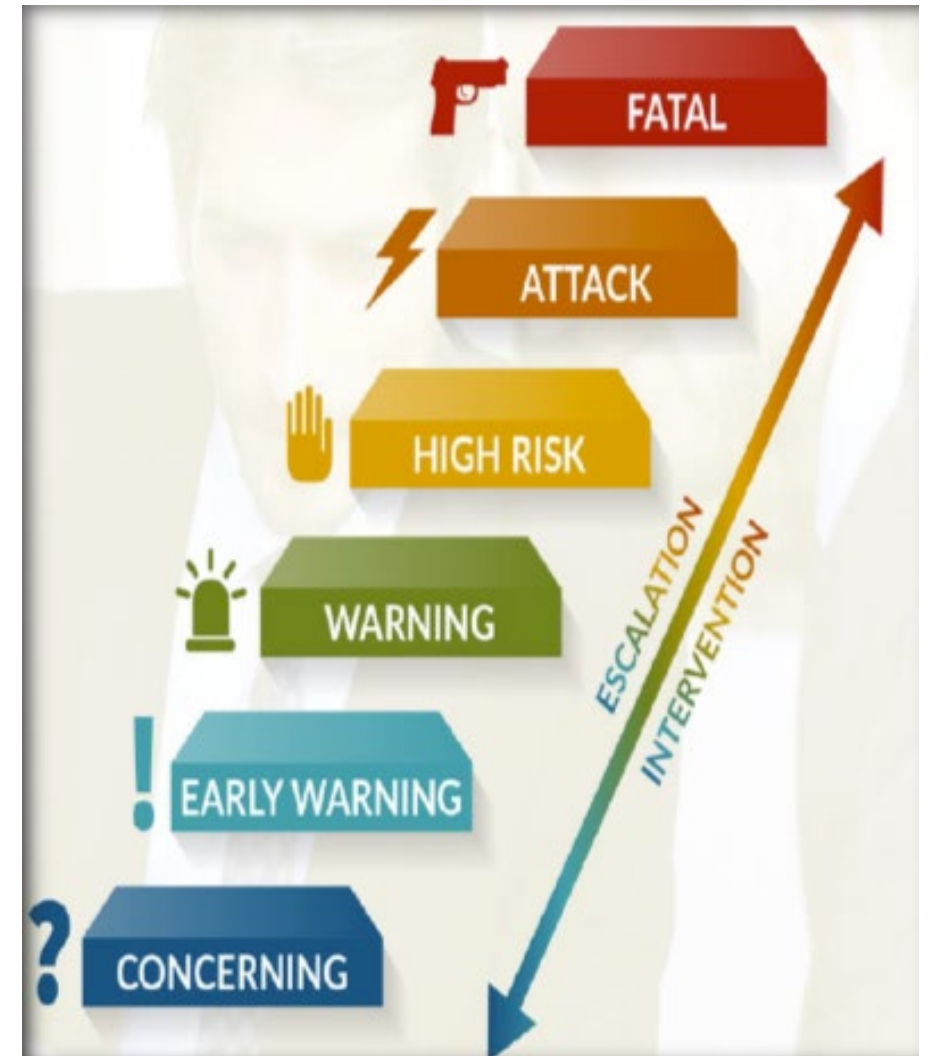 FATAL
ATTACK
HIGH RISK
WARNING
EARLY WARNING
CONCERNING
ESCALATION
INTERVENTION